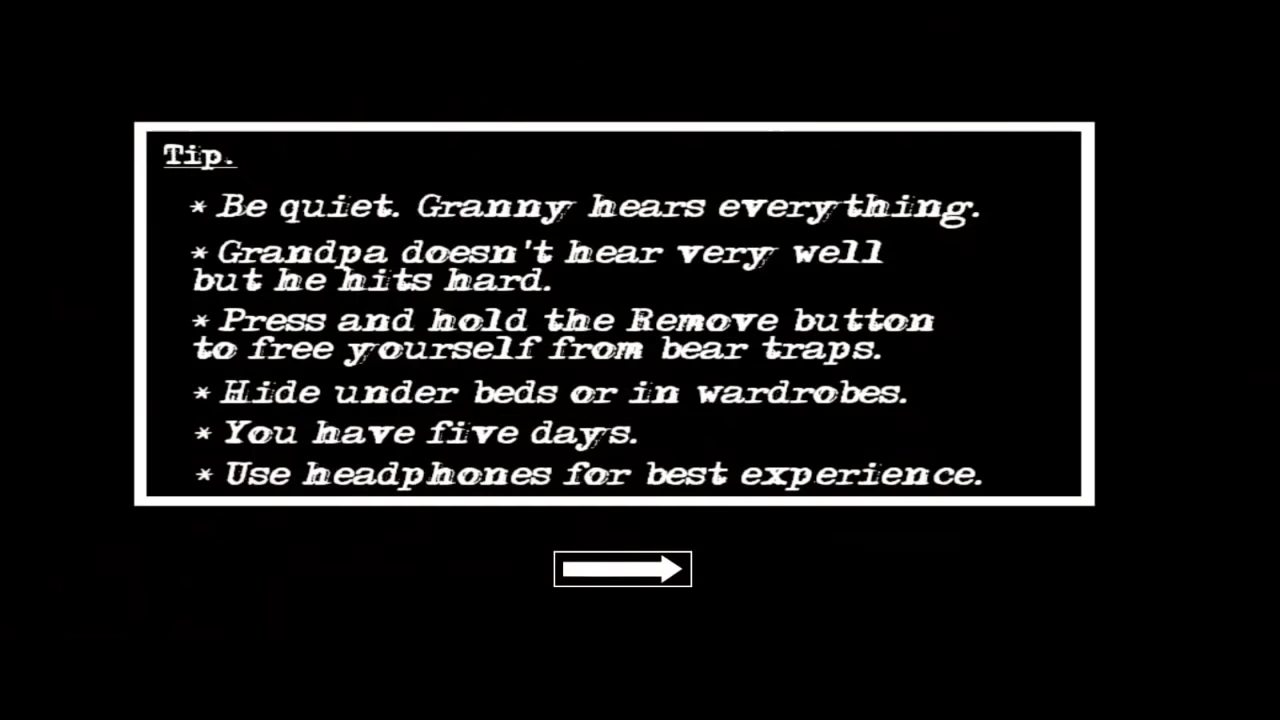 Tip.
* Be quiet. Granny hears everything.
* Grandpa doesn't hear very well
but he hits hard.
* Press and hold the Remove button
to free yourself from bear traps.
* Hide under beds or in wardrobes.
* You have five days.
* Use headphones for best experience.